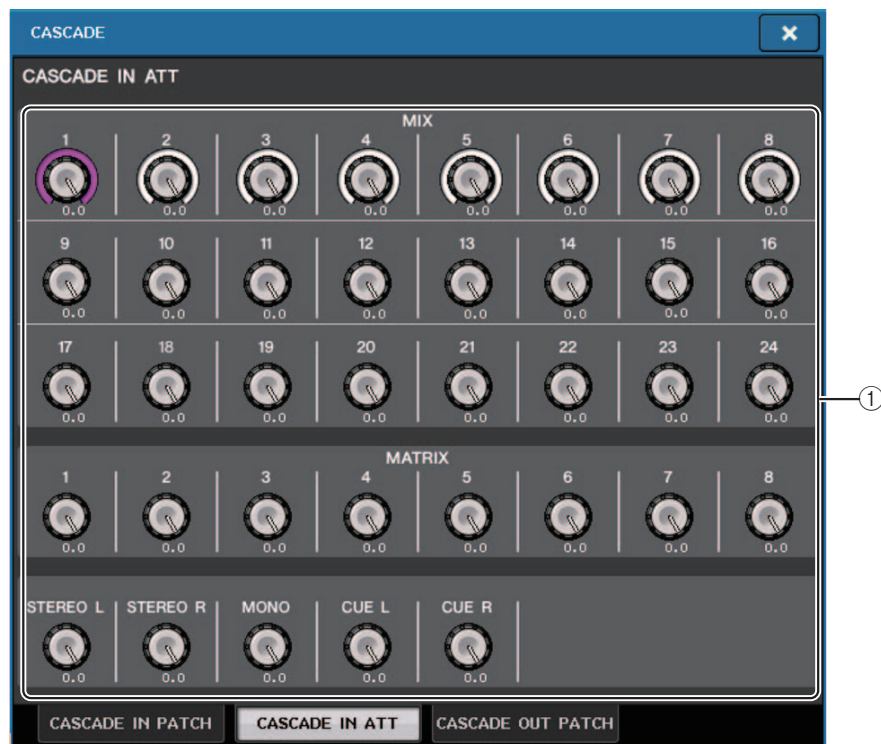 CASCADE
CASCADE IN ATT
MIX
1 2 3 4 5 6 7 8
0.0 0.0 0.0 0.0 0.0 0.0 0.0 0.0
9 10 11 12 13 14 15 16
0.0 0.0 0.0 0.0 0.0 0.0 0.0 0.0
17 18 19 20 21 22 23 24
0.0 0.0 0.0 0.0 0.0 0.0 0.0 0.0
①
MATRIX
1 2 3 4 5 6 7 8
0.0 0.0 0.0 0.0 0.0 0.0 0.0 0.0
STEREO L STEREO R MONO CUE L CUE R
0.0 0.0 0.0 0.0 0.0
CASCADE IN PATCH CASCADE IN ATT CASCADE OUT PATCH